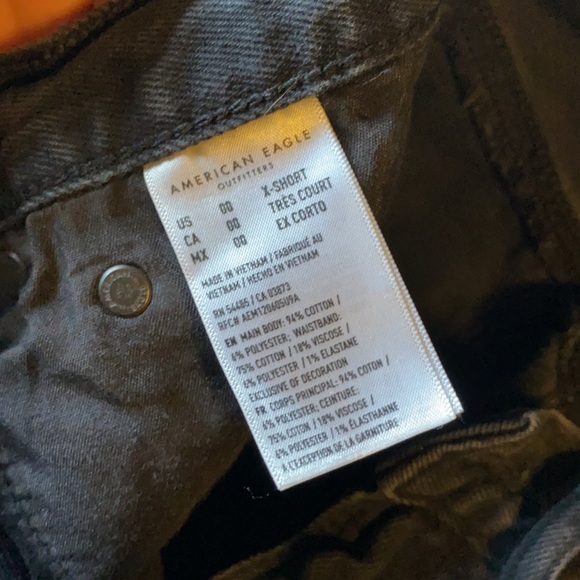 AMERICAN EAGLE
OUTFITTERS
US 00 X-SHORT
CA 00 TRÈS COURT
MX 00 EX CORTO
MADE IN VIETNAM / FABRIQUÉ AU
VIETNAM / HECHO EN VIETNAM
RN 54485 / CA 03873
RFC# AEM120605U9A
EN MAIN BODY: 94% COTTON /
6% POLYESTER; WAISTBAND:
75% COTTON / 18% VISCOSE /
6% POLYESTER / 1% ELASTANE
EXCLUSIVE OF DECORATION
FR CORPS PRINCIPAL: 94% COTON /
6% POLYESTER; CEINTURE:
75% COTON / 18% VISCOSE /
6% POLYESTER / 1% ÉLASTHANNE
À L'EXCEPTION DE LA GARNITURE